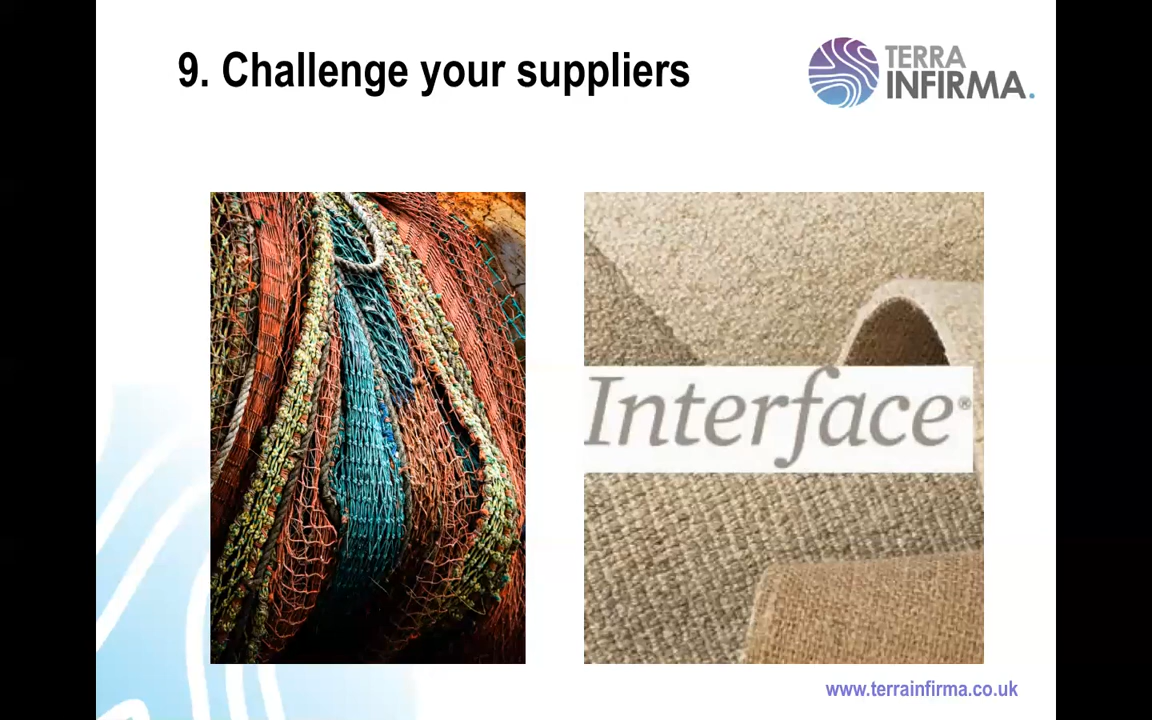 9. Challenge your suppliers
TERRA
INFIRMA.
Interface®
www.terrainfirma.co.uk